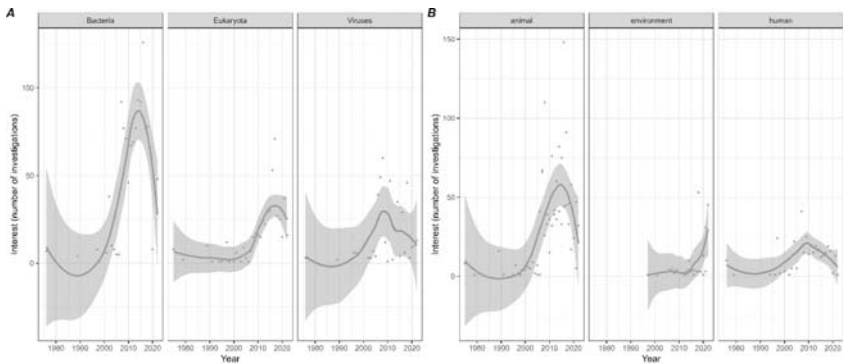 A
Bacteria
Eukaryota
Viruses
Interest (number of investigations)
100
50
0
1980 1990 2000 2010 2020 1980 1990 2000 2010 2020 1980 1990 2000 2010 2020
Year
B
animal
environment
human
Interest (number of investigations)
150
100
50
0
1980 1990 2000 2010 2020 1980 1990 2000 2010 2020 1980 1990 2000 2010 2020
Year